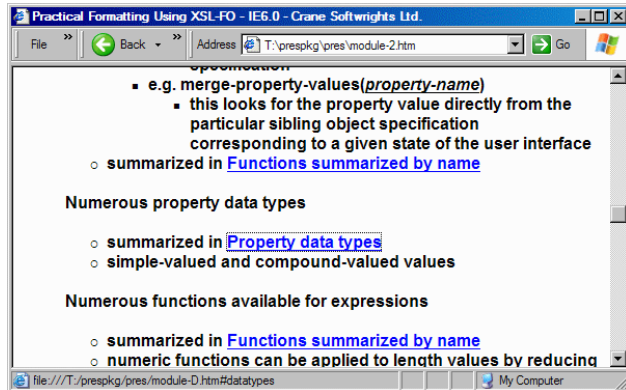 Practical Formatting Using XSL-FO - IE6.0 - Crane Softwrights Ltd.
File » Back » Address T:\prespkg\pres\module-2.htm Go
specification
▪ e.g. merge-property-values(property-name)
▪ this looks for the property value directly from the
particular sibling object specification
corresponding to a given state of the user interface
○ summarized in Functions summarized by name
Numerous property data types
○ summarized in Property data types
○ simple-valued and compound-valued values
Numerous functions available for expressions
○ summarized in Functions summarized by name
○ numeric functions can be applied to length values by reducing
file:///T:/prespkg/pres/module-D.htm#datatypes My Computer